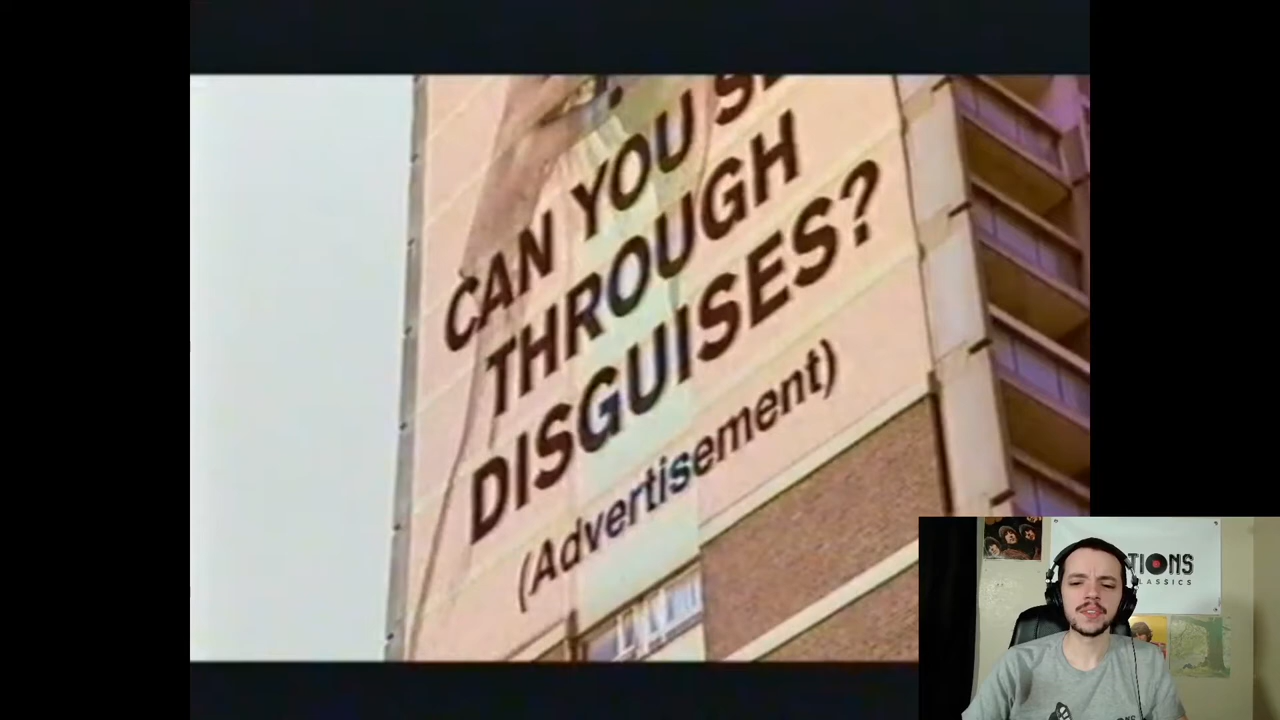 CAN YOU
THROUGH
DISGUISES?
(Advertisement)
TIONS
LASSICS